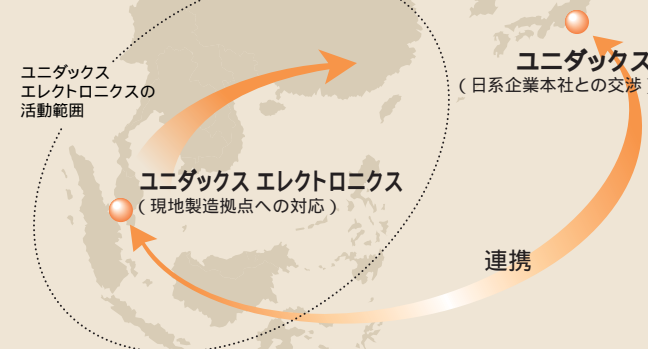 ユニダックス
エレクトロニクスの
活動範囲
ユニダックス
(日系企業本社との交渉)
ユニダックス エレクトロニクス
(現地製造拠点への対応)
連携